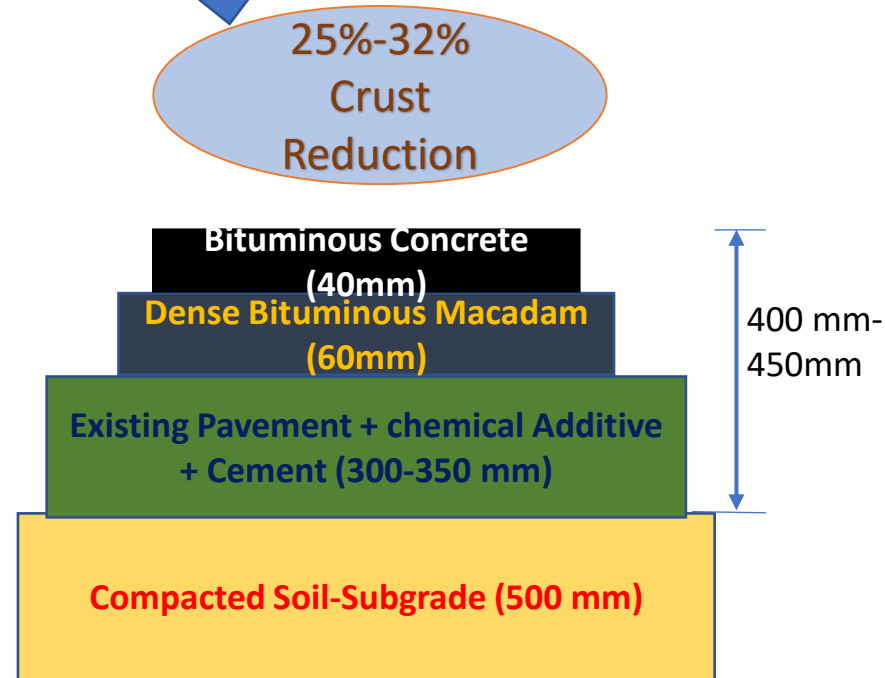 25%-32%
Crust
Reduction
Bituminous Concrete
(40mm)
Dense Bituminous Macadam
(60mm)
400 mm-
450mm
Existing Pavement + chemical Additive
+ Cement (300-350 mm)
Compacted Soil-Subgrade (500 mm)